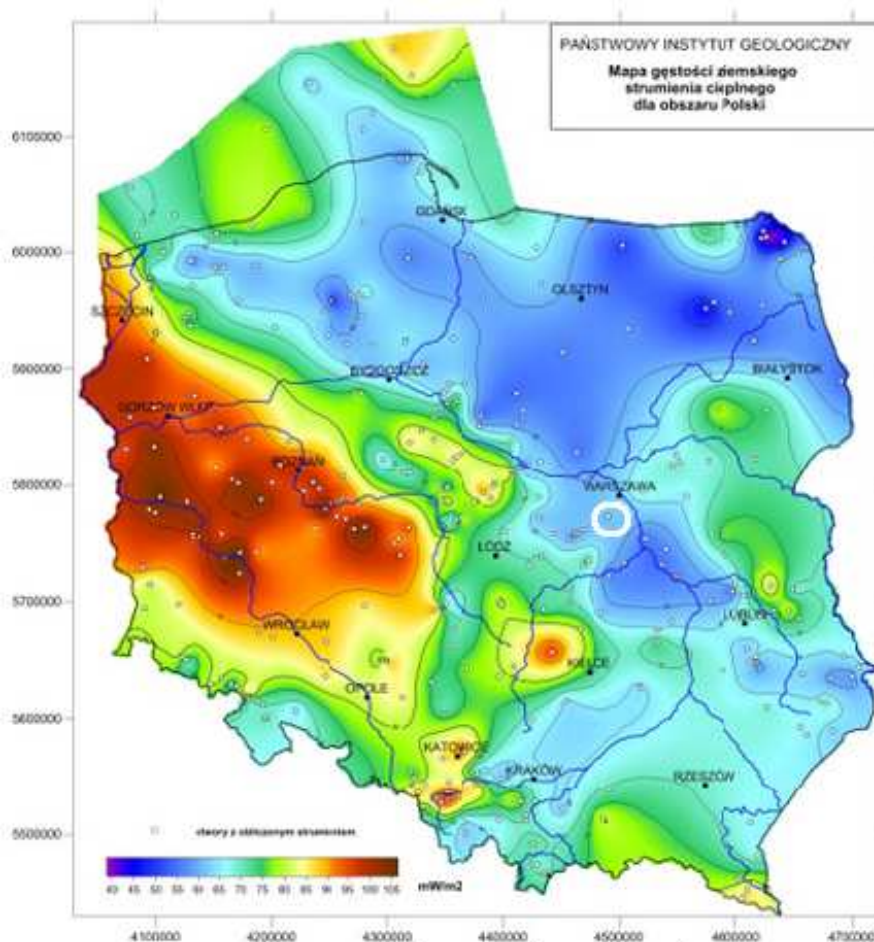 PAŃSTWOWY INSTYTUT GEOLOGICZNY
Mapa gęstości ziemskiego
strumienia cieplnego
dla obszaru Polski
6100000
GDAŃSK
6000000
OLSZTYN
SZCZECIN
5900000
BYDGOSZCZ
BIAŁYSTOK
GORZÓW WLKP
POZNAŃ
5800000
WARSZAWA
ŁÓDŹ
5700000
LUBLIN
WROCŁAW
KIELCE
OPOLE
5600000
KATOWICE
KRAKÓW
RZESZÓW
5500000
otwory z obliczonym strumieniem
40 45 50 55 60 65 70 75 80 85 90 95 100 105
mW/m2
4100000 4200000 4300000 4400000 4500000 4600000 4700000